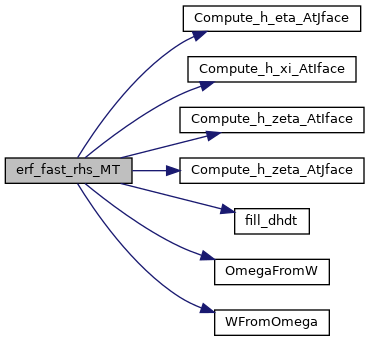 Compute_h_eta_AtJface
Compute_h_xi_AtIface
Compute_h_zeta_AtIface
erf_fast_rhs_MT
Compute_h_zeta_AtJface
fill_dhdt
OmegaFromW
WFromOmega